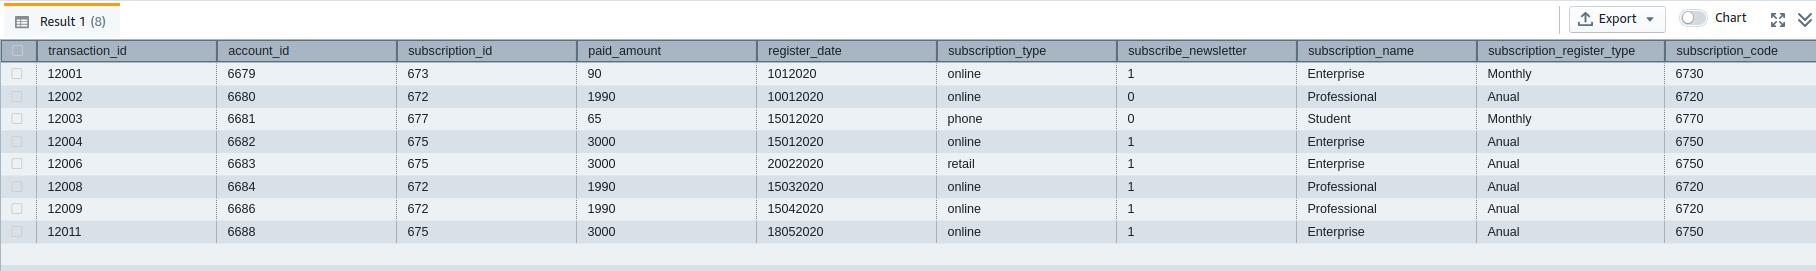 Result 1 (8) Export Chart
transaction_id account_id subscription_id paid_amount register_date subscription_type subscribe_newsletter subscription_name subscription_register_type subscription_code
12001 6679 673 90 1012020 online 1 Enterprise Monthly 6730
12002 6680 672 1990 10012020 online 0 Professional Anual 6720
12003 6681 677 65 15012020 phone 0 Student Monthly 6770
12004 6682 675 3000 15012020 online 1 Enterprise Anual 6750
12006 6683 675 3000 20022020 retail 1 Enterprise Anual 6750
12008 6684 672 1990 15032020 online 1 Professional Anual 6720
12009 6686 672 1990 15042020 online 1 Professional Anual 6720
12011 6688 675 3000 18052020 online 1 Enterprise Anual 6750